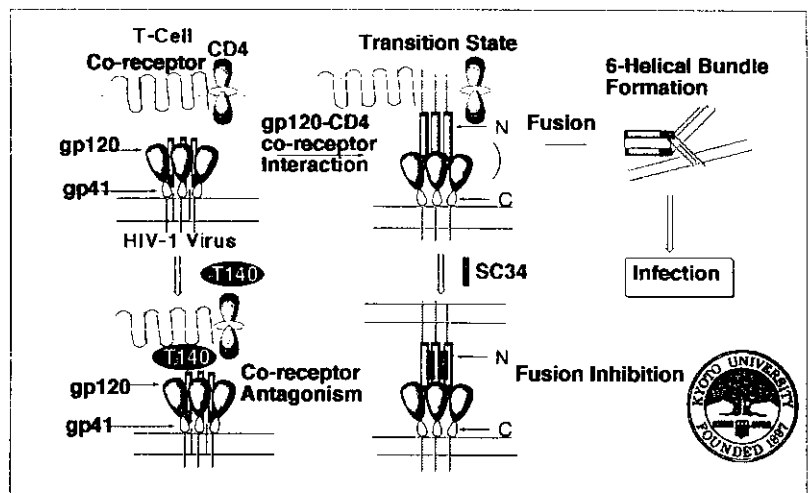 T-Cell
Co-receptor
CD4
gp120
gp41
HIV-1 Virus
T140
T140
gp120
gp41
Co-receptor
Antagonism
Transition State
gp120-CD4
co-receptor
Interaction
N
C
SC34
N
C
Fusion
6-Helical Bundle
Formation
Infection
Fusion Inhibition
KYOTO UNIVERSITY
FOUNDED 1897